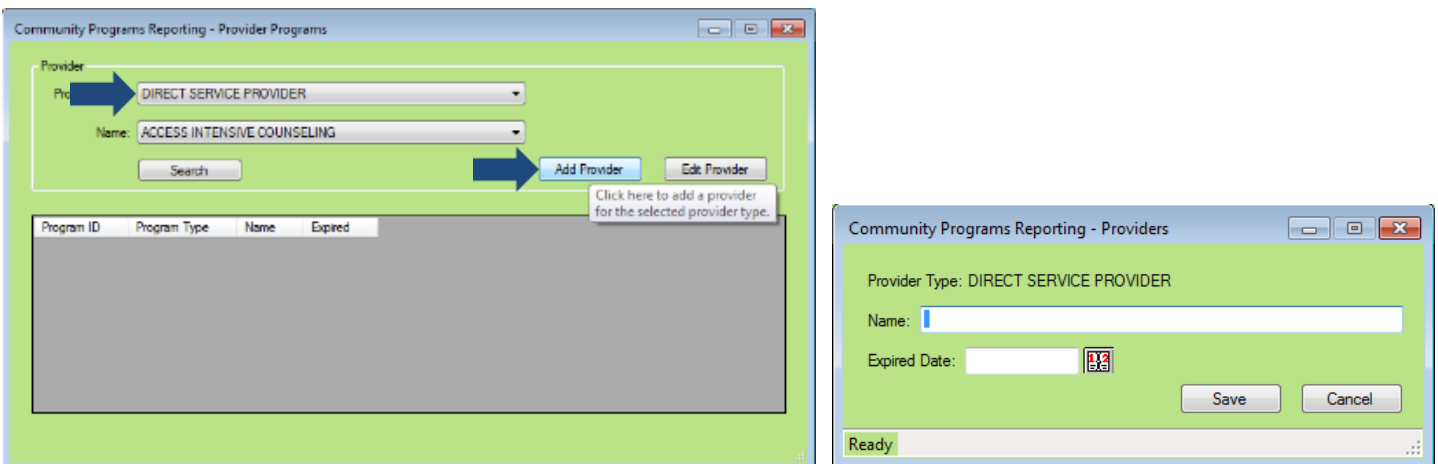 Community Programs Reporting - Provider Programs
Provider
DIRECT SERVICE PROVIDER
Name: ACCESS INTENSIVE COUNSELING
Search Add Provider Edit Provider
Click here to add a provider
for the selected provider type.
Program ID Program Type Name Expired
Community Programs Reporting - Providers
Provider Type: DIRECT SERVICE PROVIDER
Name:
Expired Date:
Save Cancel
Ready